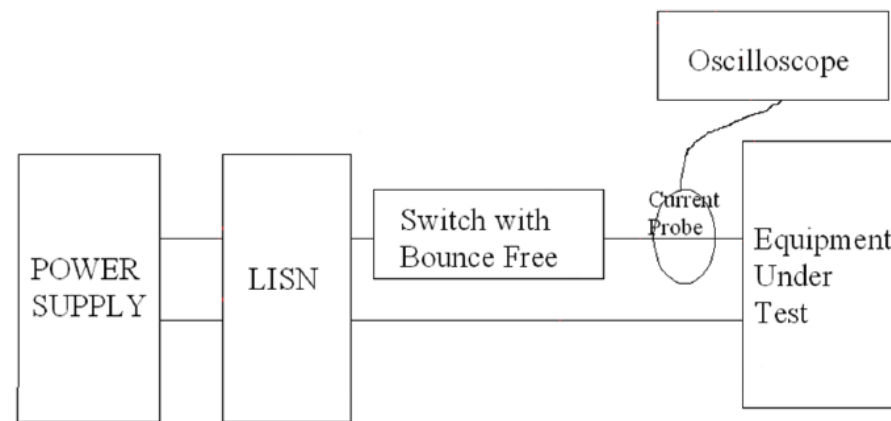 Oscilloscope
Current
Probe
Switch with
Bounce Free
POWER
SUPPLY
LISN
Equipment
Under
Test